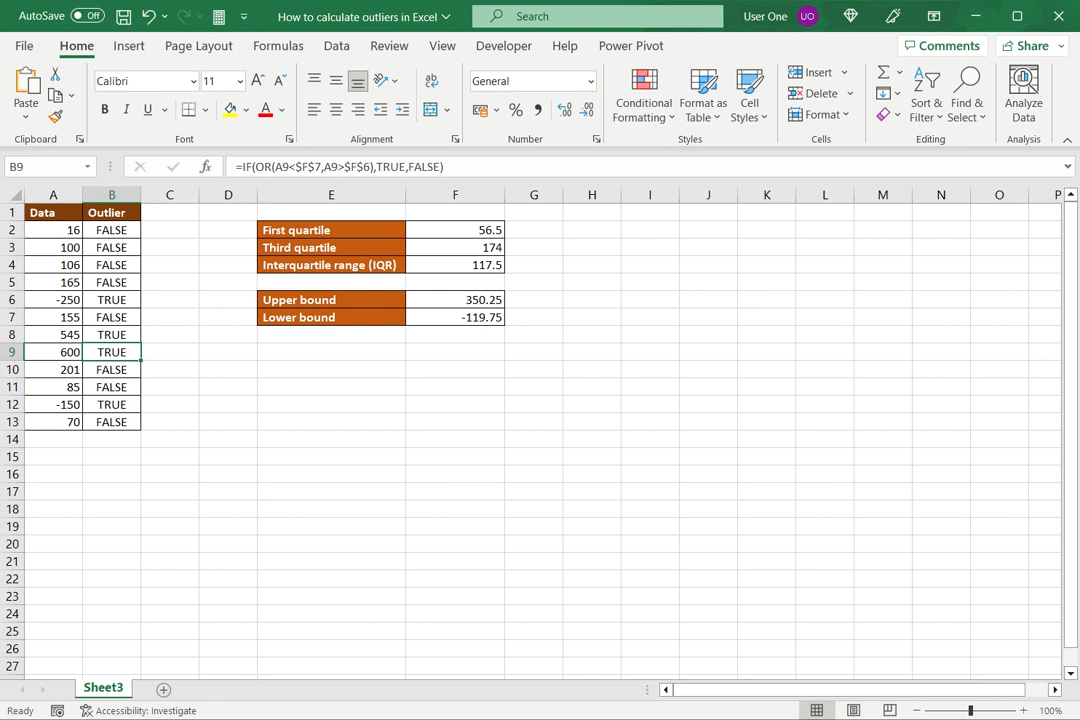 AutoSave Off How to calculate outliers in Excel Search User One UO
File Home Insert Page Layout Formulas Data Review View Developer Help Power Pivot Comments Share
Paste Calibri 11 A^ A˅ B I U A ab General % , Conditional Formatting Format as Table Cell Styles Insert Delete Format Σ Sort & Filter Find & Select Analyze Data
Clipboard Font Alignment Number Styles Cells Editing Analysis
B9 fx =IF(OR(A9<$F$7,A9>$F$6),TRUE,FALSE)
A B C D E F G H I J K L M N O P
1 Data Outlier
2 16 FALSE First quartile 56.5
3 100 FALSE Third quartile 174
4 106 FALSE Interquartile range (IQR) 117.5
5 165 FALSE
6 -250 TRUE Upper bound 350.25
7 155 FALSE Lower bound -119.75
8 545 TRUE
9 600 TRUE
10 201 FALSE
11 85 FALSE
12 -150 TRUE
13 70 FALSE
14
15
16
17
18
19
20
21
22
23
24
25
26
27
Sheet3
Ready Accessibility: Investigate 100%